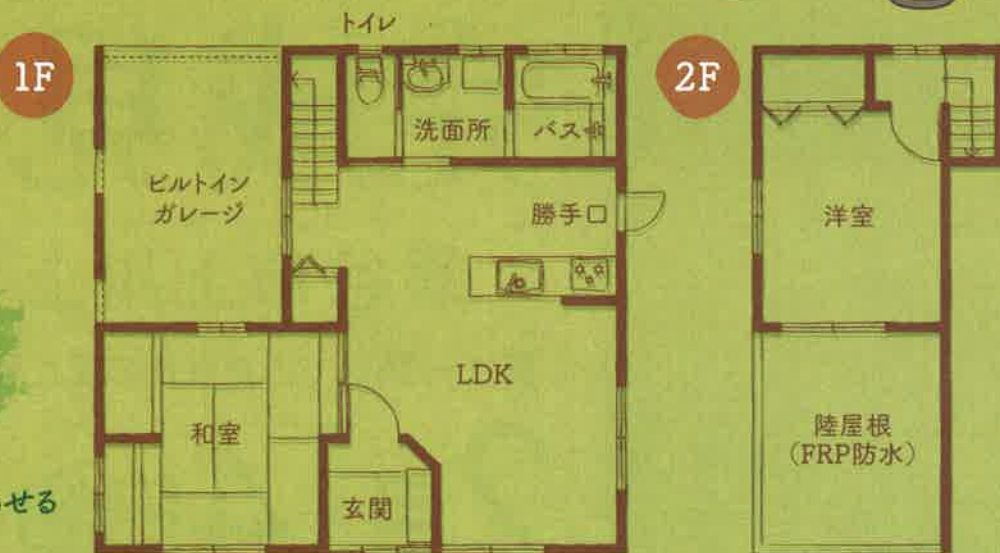 1F
トイレ
洗面所
バス
ビルトイン
ガレージ
勝手口
LDK
和室
玄関
せる
2F
洋室
陸屋根
（FRP防水）